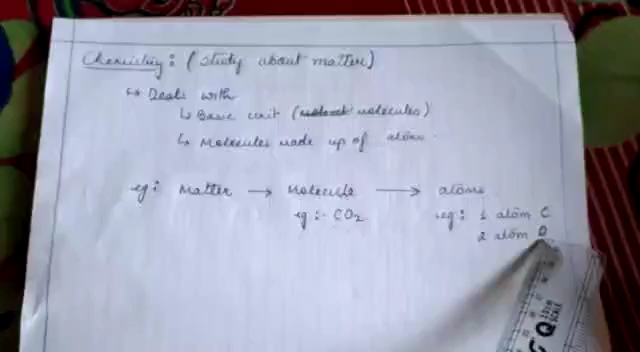 Chemistry: (study about matter)
↳ Deals with
↳ Basic unit (molecules)
↳ Molecules made up of atoms.
eg: Matter → Molecule → atoms
eg:- CO₂ eg: 1 atom C
2 atom O
SCALE